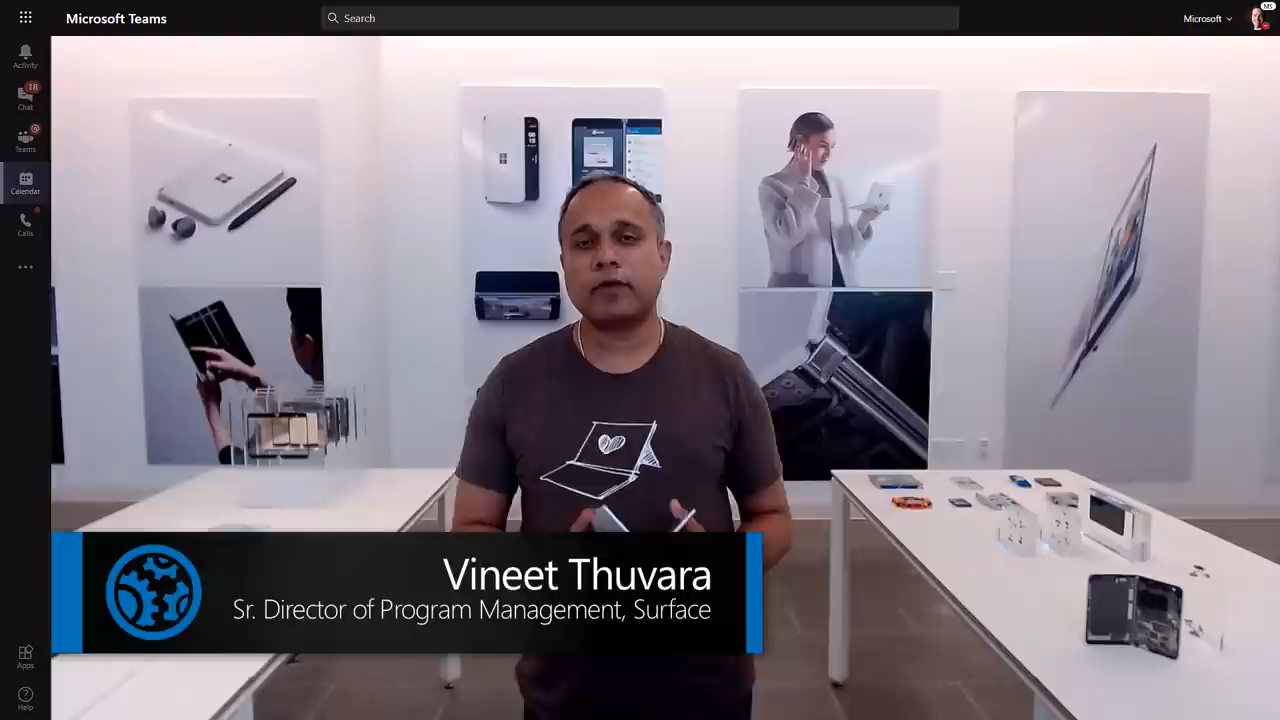 Microsoft Teams
Search
Microsoft
MS
Activity
18
Chat
Teams
Calendar
Calls
Vineet Thuvara
Sr. Director of Program Management, Surface
Apps
Help